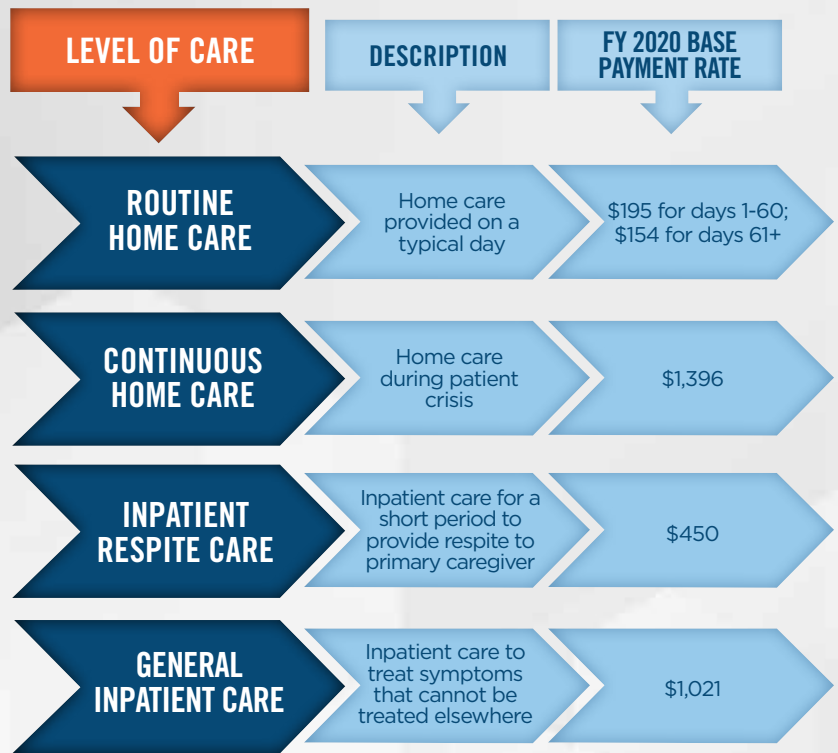 LEVEL OF CARE
DESCRIPTION
FY 2020 BASE
PAYMENT RATE
ROUTINE
HOME CARE
Home care
provided on a
typical day
$195 for days 1-60;
$154 for days 61+
CONTINUOUS
HOME CARE
Home care
during patient
crisis
$1,396
INPATIENT
RESPITE CARE
Inpatient care for a
short period to
provide respite to
primary caregiver
$450
GENERAL
INPATIENT CARE
Inpatient care to
treat symptoms
that cannot be
treated elsewhere
$1,021